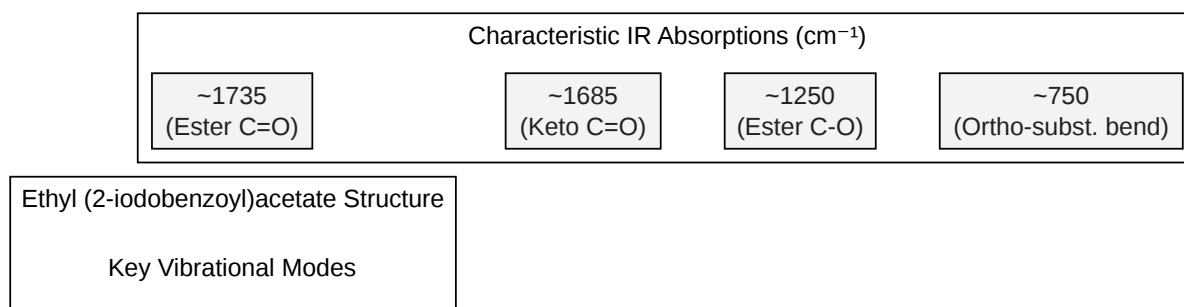 Characteristic IR Absorptions (cm⁻¹)
~1735
(Ester C=O)
~1685
(Keto C=O)
~1250
(Ester C-O)
~750
(Ortho-subst. bend)
Ethyl (2-iodobenzoyl)acetate Structure
Key Vibrational Modes